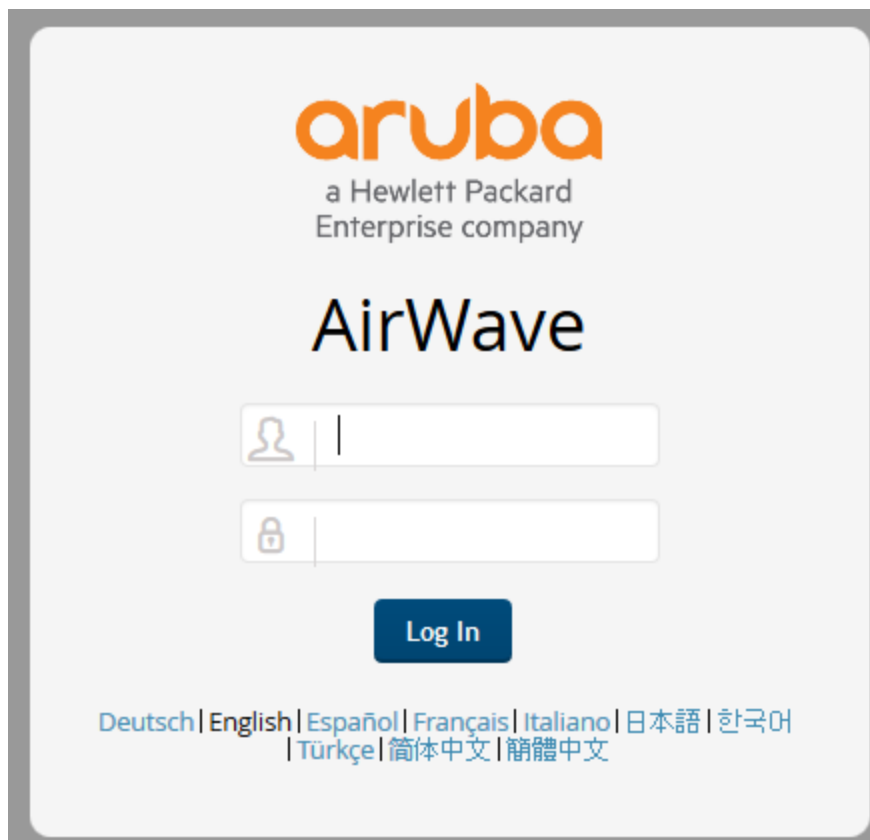 aruba
a Hewlett Packard
Enterprise company
AirWave
Log In
Deutsch|English|Español|Français|Italiano|日本語|한국어
|Türkçe|简体中文|簡體中文